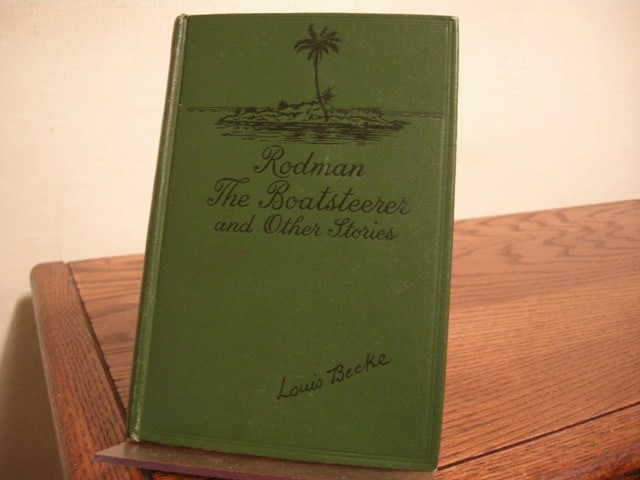 Rodman
The Boatsteerer
and Other Stories
Louis Becke